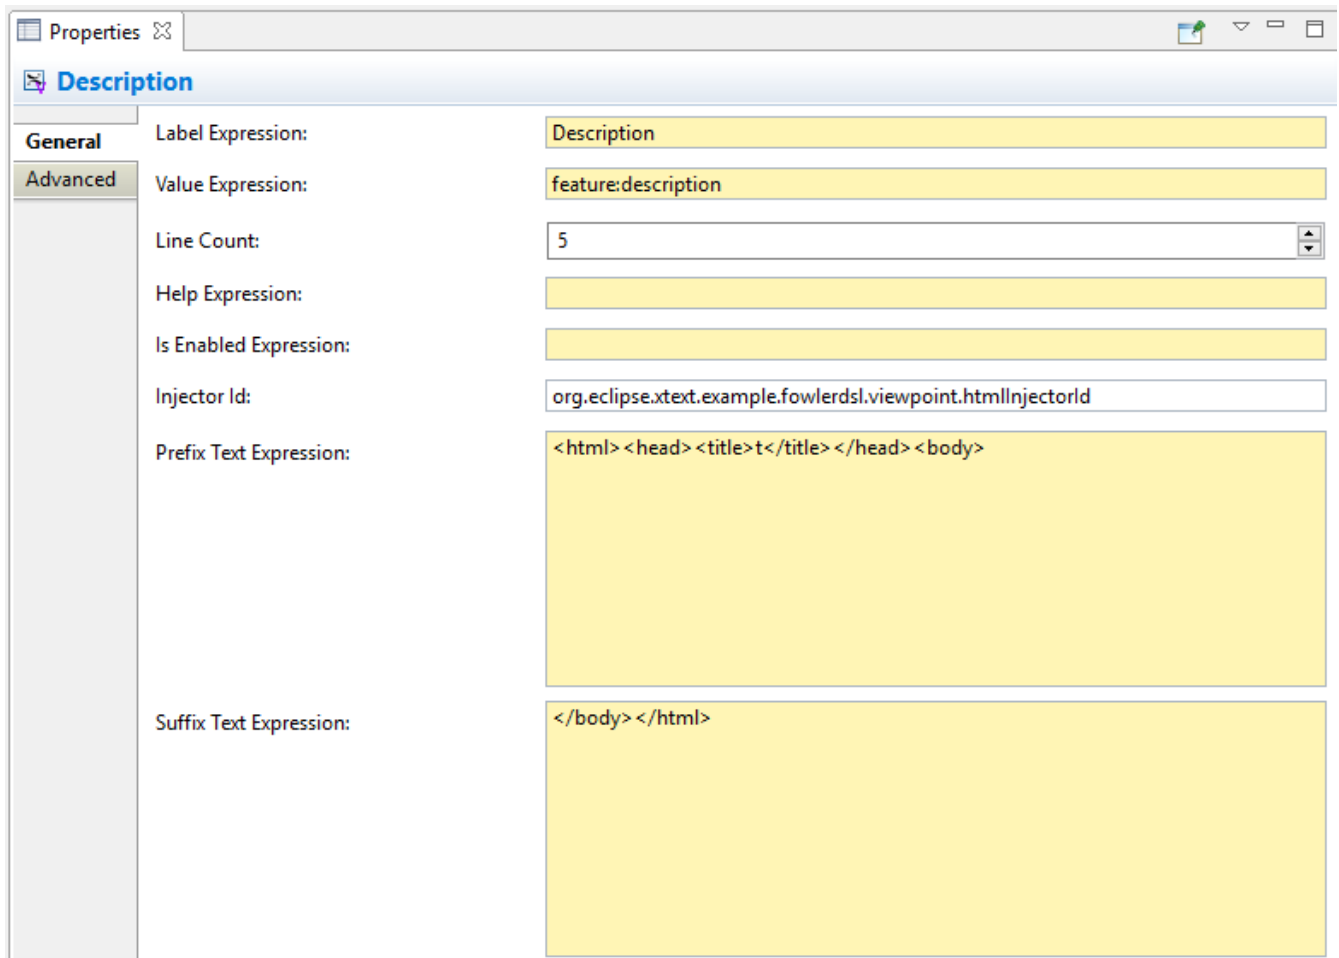 Properties
Description
General
Advanced
Label Expression: Description
Value Expression: feature:description
Line Count: 5
Help Expression:
Is Enabled Expression:
Injector Id: org.eclipse.xtext.example.fowlerdsl.viewpoint.htmlInjectorId
Prefix Text Expression: <html><head><title>t</title></head><body>
Suffix Text Expression: </body></html>